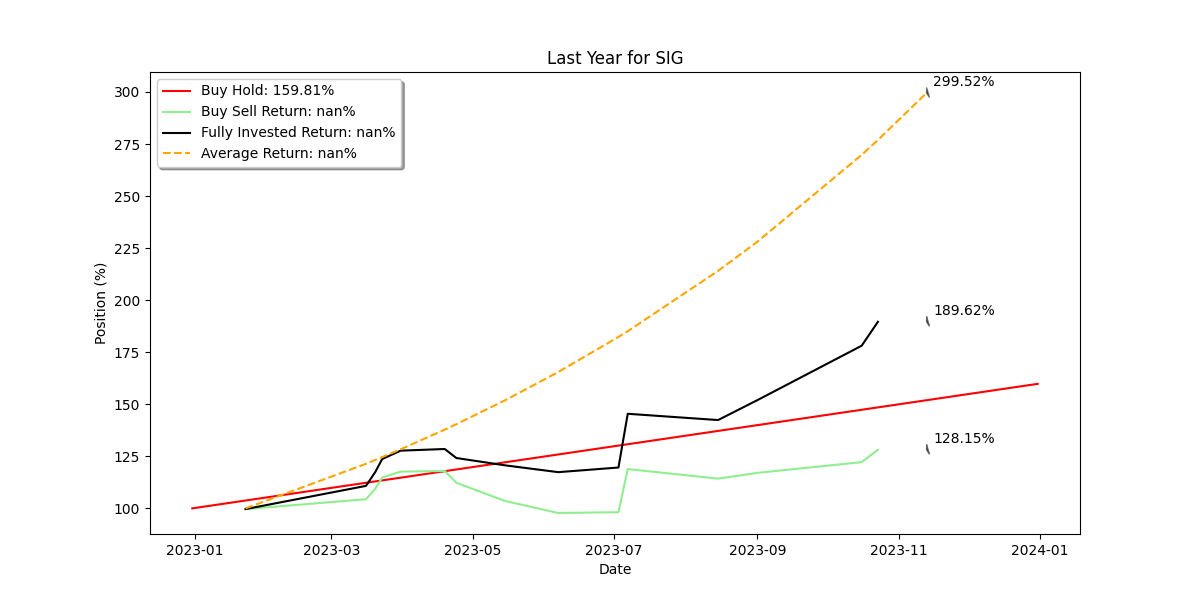 Last Year for SIG
Buy Hold: 159.81%
Buy Sell Return: nan%
Fully Invested Return: nan%
Average Return: nan%
299.52%
189.62%
128.15%
Position (%)
300
275
250
225
200
175
150
125
100
2023-01
2023-03
2023-05
2023-07
2023-09
2023-11
2024-01
Date